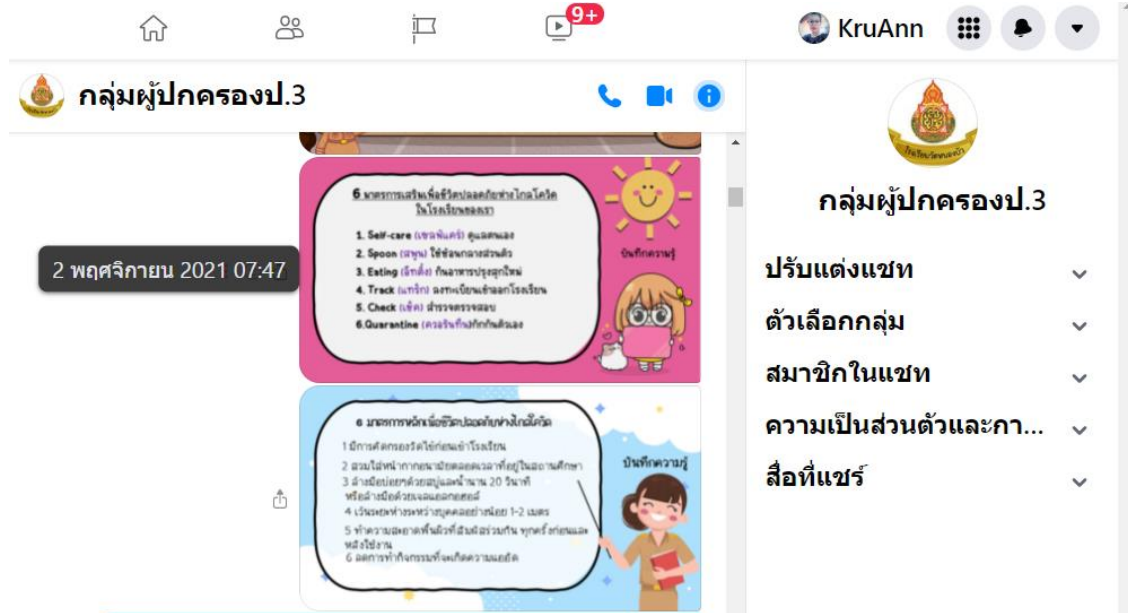 9+
KruAnn
กลุ่มผู้ปกครองป.3
6 มาตรการเสริมเพื่อชีวิตปลอดภัยห่างไกลโควิด
ในโรงเรียนของเรา
1. Self-care (เซลฟ์แคร์) ดูแลตนเอง
2. Spoon (สพูน) ใช้ช้อนกลางส่วนตัว
3. Eating (อีทติ้ง) กินอาหารปรุงสุกใหม่
4. Track (แทร็ก) ลงทะเบียนเข้าออกโรงเรียน
5. Check (เช็ค) สำรวจตรวจสอบ
6.Quarantine (ควอรันทีน)กักกันตัวเอง
บันทึกความรู้
2 พฤศจิกายน 2021 07:47
6 มาตรการหลักเพื่อชีวิตปลอดภัยห่างไกลโควิด
1 มีการคัดกรองวัดไข้ก่อนเข้าโรงเรียน
2 สวมใส่หน้ากากอนามัยตลอดเวลาที่อยู่ในสถานศึกษา
3 ล้างมือบ่อยๆด้วยสบู่และน้ำนาน 20 วินาที
หรือล้างมือด้วยเจลแอลกอฮอล์
4 เว้นระยะห่างระหว่างบุคคลอย่างน้อย 1-2 เมตร
5 ทำความสะอาดพื้นผิวที่สัมผัสร่วมกัน ทุกครั้งก่อนและ
หลังใช้งาน
6 ลดการทำกิจกรรมที่จะเกิดความแออัด
บันทึกความรู้
กลุ่มผู้ปกครองป.3
ปรับแต่งแชท
ตัวเลือกกลุ่ม
สมาชิกในแชท
ความเป็นส่วนตัวและกา...
สื่อที่แชร์